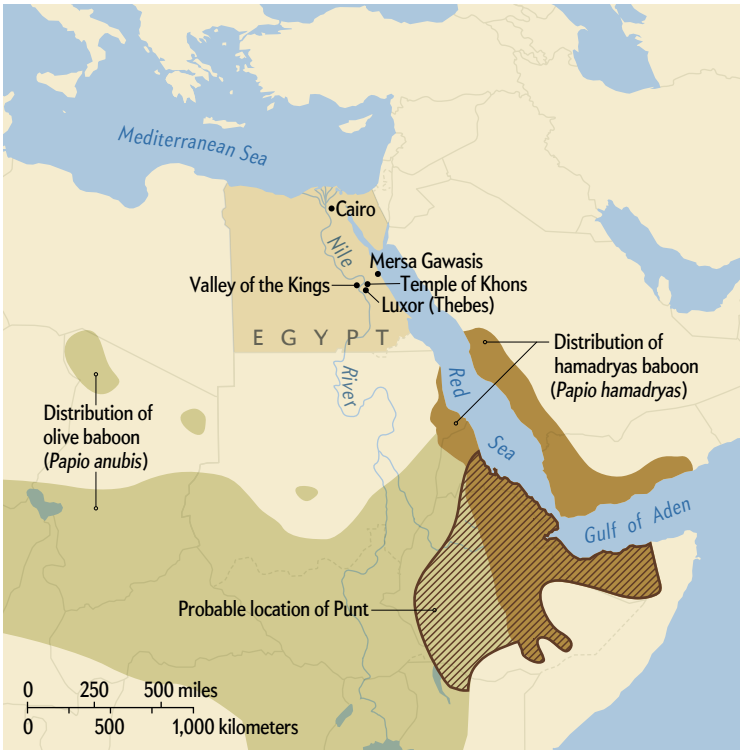 Mediterranean Sea
Cairo
Nile
Mersa Gawasis
Valley of the Kings
Temple of Khons
Luxor (Thebes)
EGYPT
River
Red
Sea
Distribution of
hamadryas baboon
(Papio hamadryas)
Distribution of
olive baboon
(Papio anubis)
Gulf of Aden
Probable location of Punt
0 250 500 miles
0 500 1,000 kilometers